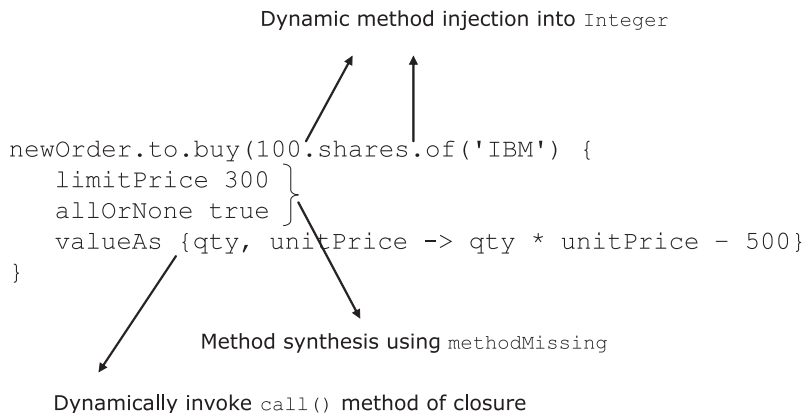 Dynamic method injection into Integer
newOrder.to.buy(100.shares.of('IBM') {
limitPrice 300
allOrNone true
valueAs {qty, unitPrice -> qty * unitPrice – 500}
}
Method synthesis using methodMissing
Dynamically invoke call() method of closure